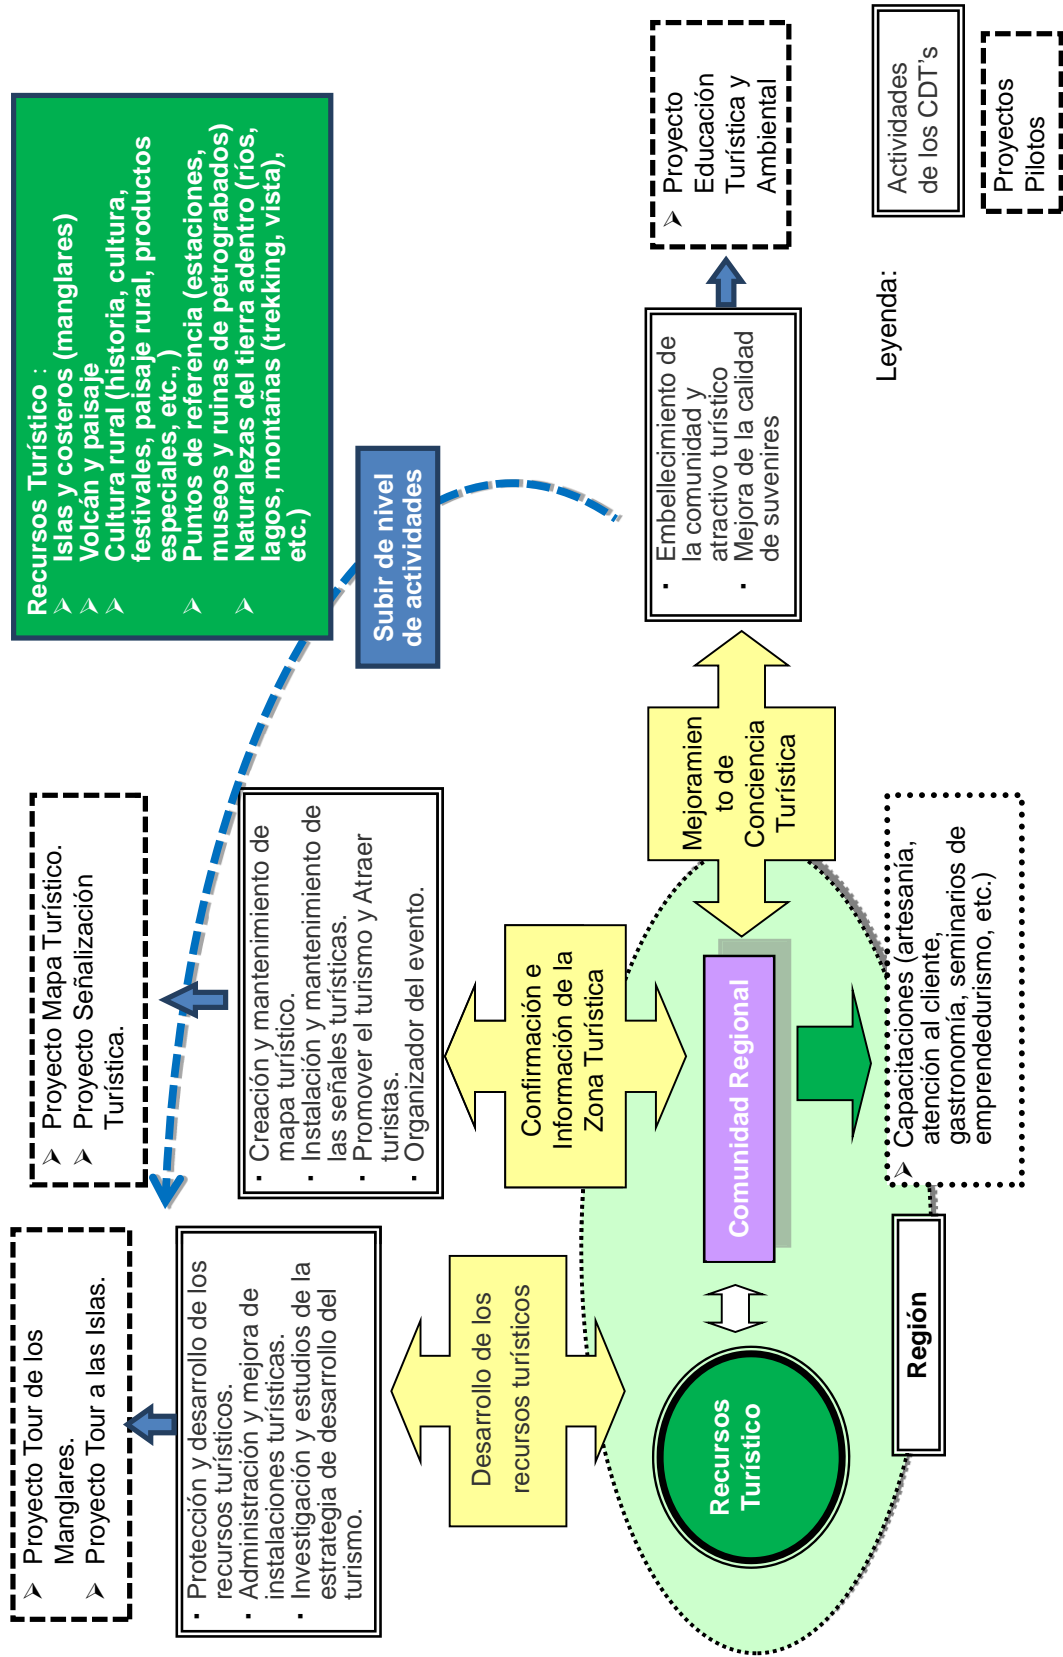 Proyecto Tour de los
Manglares.
Proyecto Tour a las Islas.
Proyecto Mapa Turístico.
Proyecto Señalización
Turística.
Recursos Turístico :
Islas y costeros (manglares)
Volcán y paisaje
Cultura rural (historia, cultura,
festivales, paisaje rural, productos
especiales, etc., )
Puntos de referencia (estaciones,
museos y ruinas de petrograbados)
Naturalezas del tierra adentro (ríos,
lagos, montañas (trekking, vista),
etc.)
· Protección y desarrollo de los
recursos turísticos.
· Administración y mejora de
instalaciones turísticas.
· Investigación y estudios de la
estrategia de desarrollo del
turismo.
· Creación y mantenimiento de
mapa turístico.
· Instalación y mantenimiento de
las señales turísticas.
· Promover el turismo y Atraer
turistas.
· Organizador del evento.
Subir de nivel
de actividades
Desarrollo de los
recursos turísticos
Confirmación e
Información de la
Zona Turística
Mejoramien
to de
Conciencia
Turística
· Embellecimiento de
la comunidad y
atractivo turístico
· Mejora de la calidad
de suvenires
Proyecto
Educación
Turística y
Ambiental
Recursos
Turístico
Comunidad Regional
Región
Capacitaciones (artesanía,
atención al cliente,
gastronomía, seminarios de
emprendedurismo, etc.)
Leyenda:
Actividades
de los CDT's
Proyectos
Pilotos